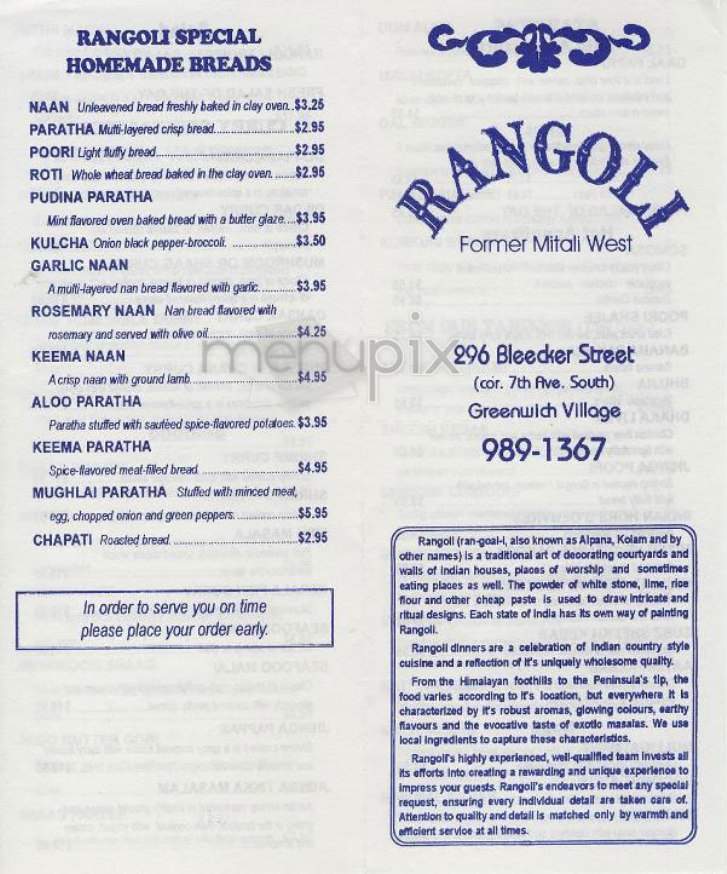 RANGOLI SPECIAL
HOMEMADE BREADS
NAAN Unleavened bread freshly baked in clay oven..$3.25
PARATHA Multi-layered crisp bread..............................$2.95
POORI Light fluffy bread...............................................$2.95
ROTI Whole wheat bread baked in the clay oven. ......$2.95
PUDINA PARATHA
Mint flavored oven baked bread with a butter glaze....$3.95
KULCHA Onion black pepper-broccoli. ....................$3.50
GARLIC NAAN
A multi-layered nan bread flavored with garlic............$3.95
ROSEMARY NAAN Nan bread flavored with
rosemary and served with olive oil...........................$4.25
KEEMA NAAN
A crisp naan with ground lamb..................................$4.95
ALOO PARATHA
Paratha stuffed with sautéed spice-flavored potatoes. $3.95
KEEMA PARATHA
Spice-flavored meat-filled bread................................$4.95
MUGHLAI PARATHA Stuffed with minced meat,
egg, chopped onion and green peppers.....................$5.95
CHAPATI Roasted bread. .......................................$2.95
In order to serve you on time
please place your order early.
RANGOLI
Former Mitali West
menupix
296 Bleecker Street
(cor. 7th Ave. South)
Greenwich Village
989-1367
Rangoli (ran-goal-i, also known as Alpana, Kolam and by
other names) is a traditional art of decorating courtyards and
walls of Indian houses, places of worship and sometimes
eating places as well. The powder of white stone, lime, rice
flour and other cheap paste is used to draw intricate and
ritual designs. Each state of India has its own way of painting
Rangoli.
Rangoli dinners are a celebration of Indian country style
cuisine and a reflection of it's uniquely wholesome quality.
From the Himalayan foothills to the Peninsula's tip, the
food varies according to it's location, but everywhere it is
characterized by it's robust aromas, glowing colours, earthy
flavours and the evocative taste of exotic masalas. We use
local ingredients to capture these characteristics.
Rangoli's highly experienced, well-qualified team invests all
its efforts into creating a rewarding and unique experience to
impress your guests. Rangoli's endeavors to meet any special
request, ensuring every individual detail are taken care of.
Attention to quality and detail is matched only by warmth and
efficient service at all times.